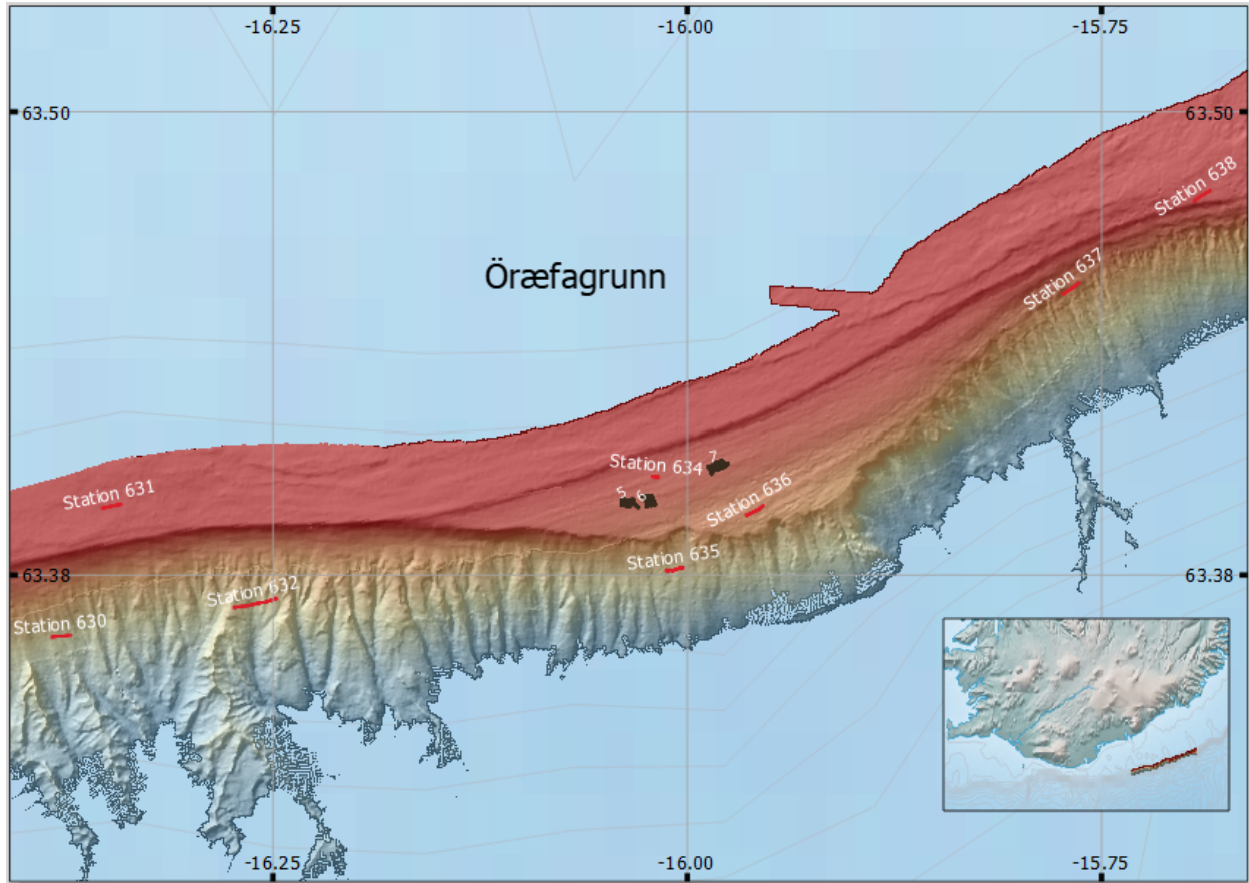 -16.25
-16.00
-15.75
63.50
63.50
Station 638
Öræfagrunn
Station 637
Station 634
7
Station 631
5
6
Station 636
Station 635
63.38
63.38
Station 632
Station 630
-16.25
-16.00
-15.75